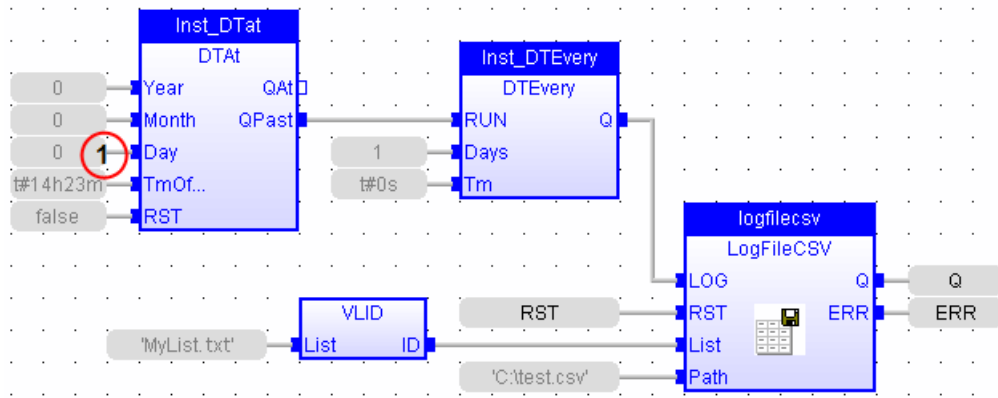 Inst_DTat
DTAt
0 Year QAt
0 Month QPast
0 1 Day
t#14h23m TmOf...
false RST
Inst_DTEvery
DTEvery
RUN Q
1 Days
t#0s Tm
logfilecsv
LogFileCSV
LOG Q Q
RST RST ERR ERR
VLID
'MyList.txt' List ID List
'C:\test.csv' Path